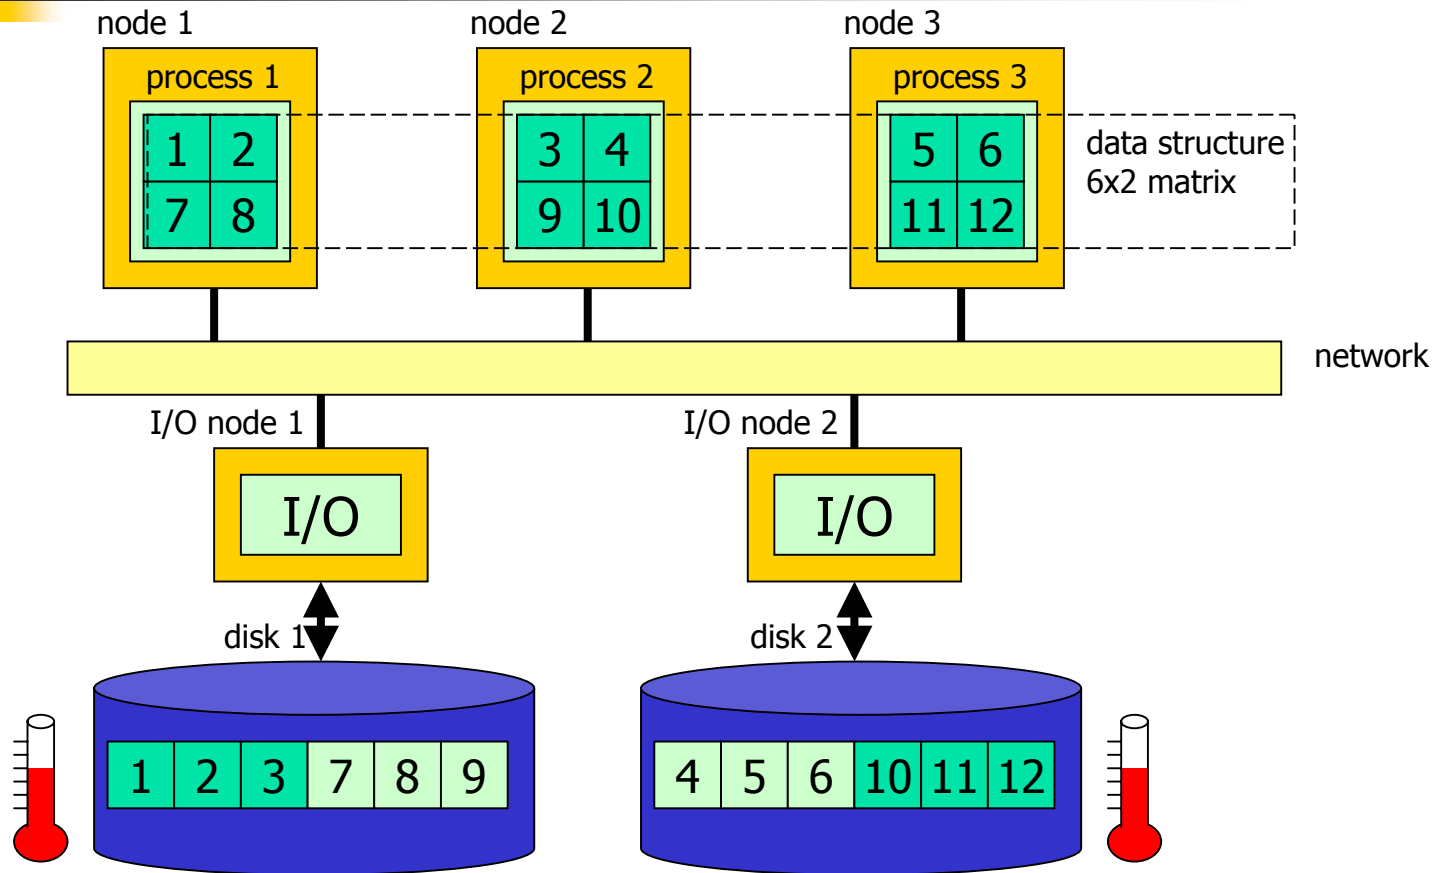 node 1
node 2
node 3
process 1
process 2
process 3
1 2
3 4
5 6
7 8
9 10
11 12
data structure
6x2 matrix
network
I/O node 1
I/O node 2
I/O
I/O
disk 1
disk 2
1 2 3 7 8 9
4 5 6 10 11 12